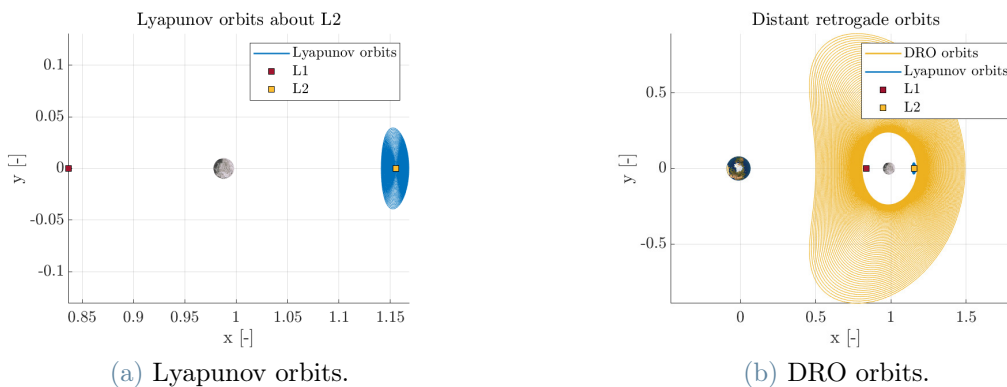 Lyapunov orbits about L2
Lyapunov orbits
L1
L2
0.1
0.05
0
-0.05
-0.1
y [-]
0.85 0.9 0.95 1 1.05 1.1 1.15
x [-]
(a) Lyapunov orbits.
Distant retrogade orbits
DRO orbits
Lyapunov orbits
L1
L2
0.5
0
-0.5
y [-]
0 0.5 1 1.5
x [-]
(b) DRO orbits.